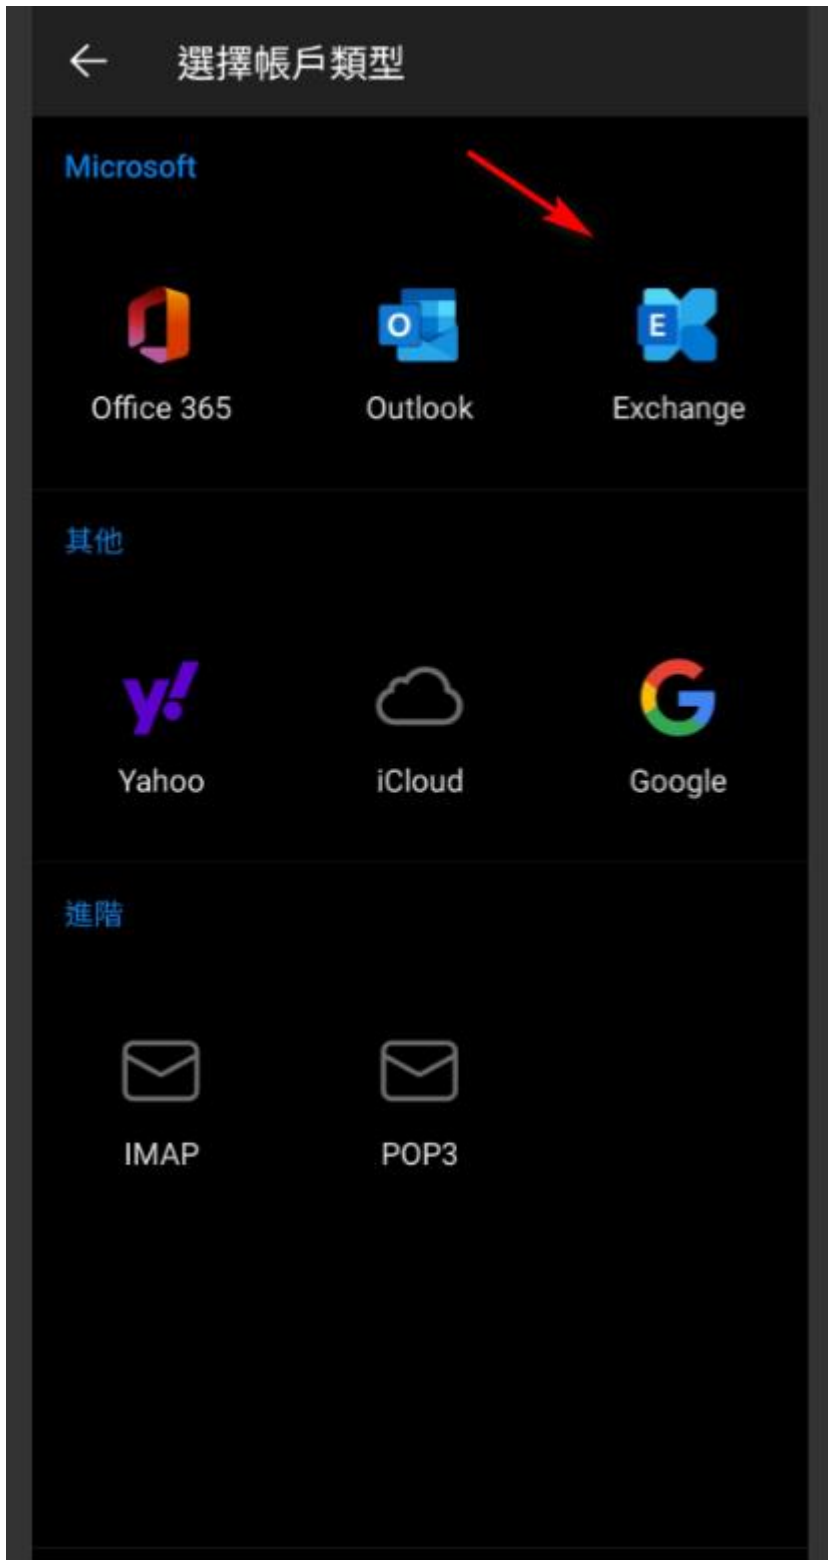 選擇帳戶類型
Microsoft
Office 365
Outlook
Exchange
其他
Yahoo
iCloud
Google
進階
IMAP
POP3